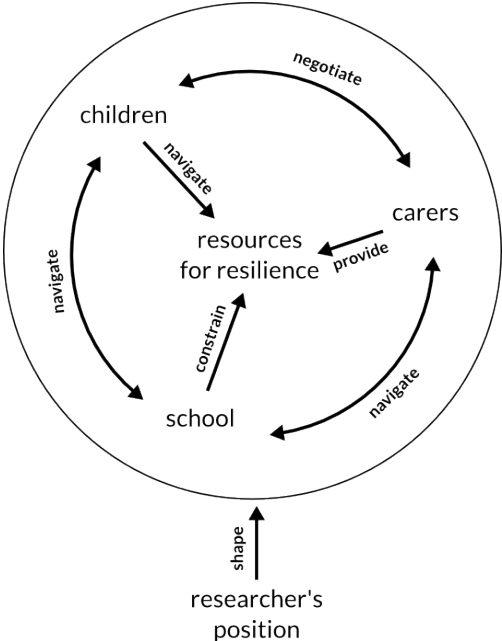 negotiate
children
navigate
carers
resources
for resilience
provide
navigate
constrain
navigate
school
shape
researcher's
position